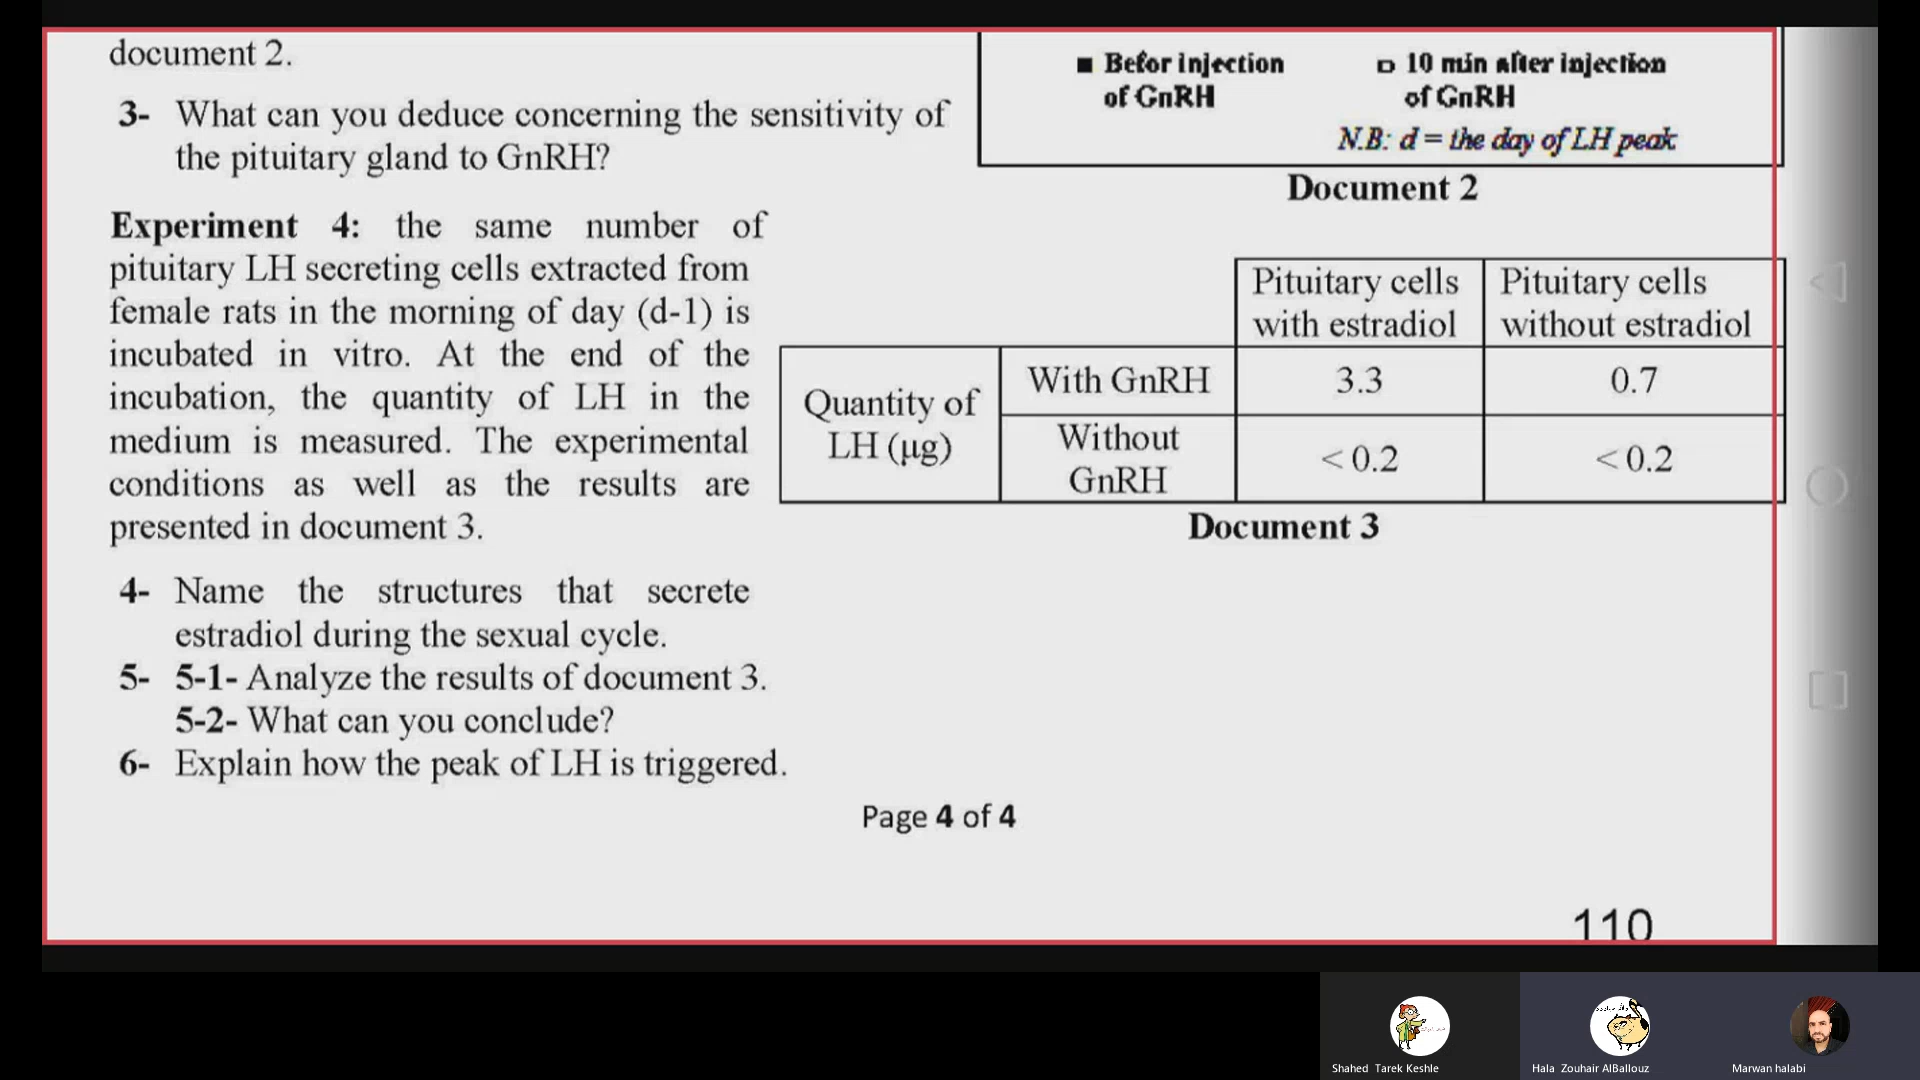 document 2.
3- What can you deduce concerning the sensitivity of
the pituitary gland to GnRH?
■ Befor injection
of GnRH
□ 10 min after injection
of GnRH
N.B: d = the day of LH peak
Document 2
Experiment 4: the same number of
pituitary LH secreting cells extracted from
female rats in the morning of day (d-1) is
incubated in vitro. At the end of the
incubation, the quantity of LH in the
medium is measured. The experimental
conditions as well as the results are
presented in document 3.
Pituitary cells
with estradiol
Pituitary cells
without estradiol
Quantity of
LH (µg)
With GnRH
3.3
0.7
Without
GnRH
< 0.2
< 0.2
Document 3
4- Name the structures that secrete
estradiol during the sexual cycle.
5- 5-1- Analyze the results of document 3.
5-2- What can you conclude?
6- Explain how the peak of LH is triggered.
Page 4 of 4
110
Shahed Tarek Keshle
Hala Zouhair AlBallouz
Marwan halabi